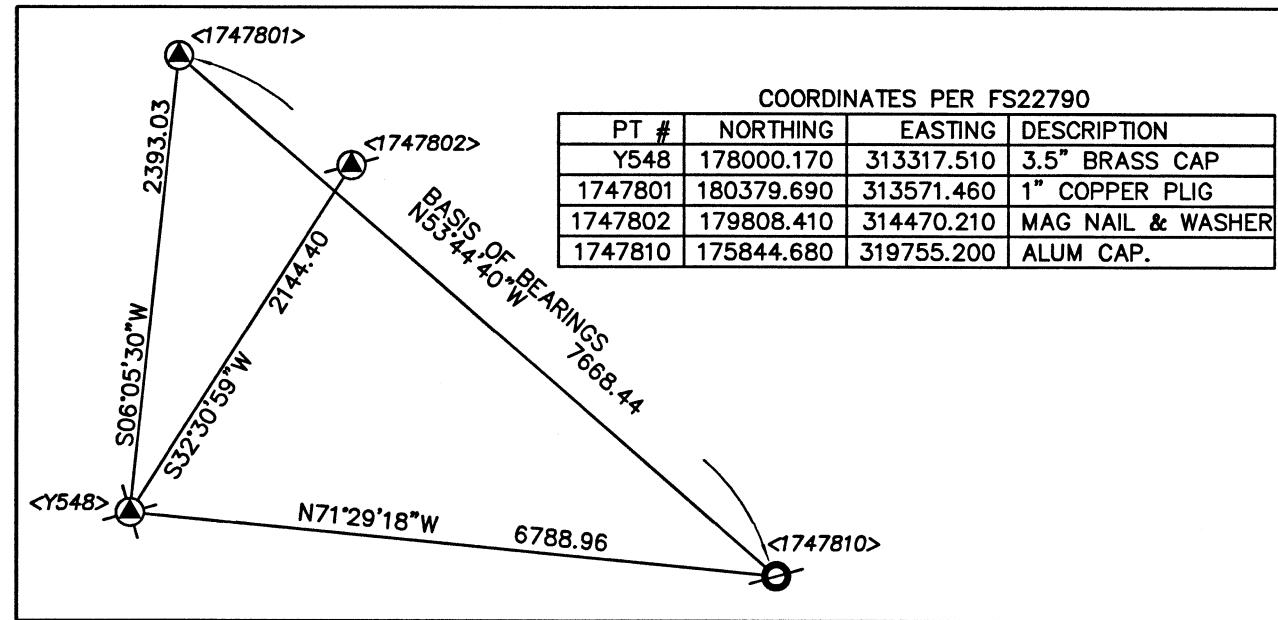 <1747801>
2393.03
<1747802>
COORDINATES PER FS22790
PT # NORTHING EASTING DESCRIPTION
Y548 178000.170 313317.510 3.5" BRASS CAP
1747801 180379.690 313571.460 1" COPPER PLIG
1747802 179808.410 314470.210 MAG NAIL & WASHER
1747810 175844.680 319755.200 ALUM CAP.
BASIS OF BEARINGS
N53°44'40"W
7668.44
2144.40
S06°05'30"W
S32°30'59"W
<Y548>
N71°29'18"W
6788.96
<1747810>